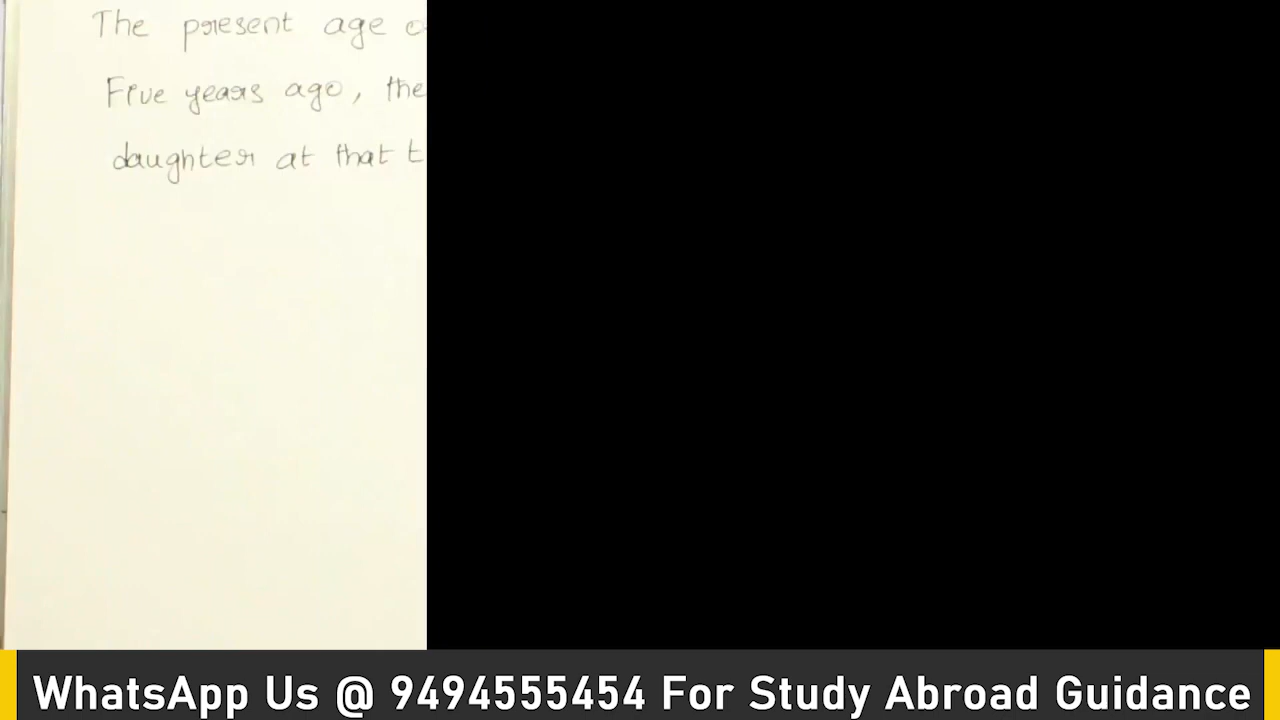 The present age
Five years ago, the
daughter at that t
WhatsApp Us @ 9494555454 For Study Abroad Guidance